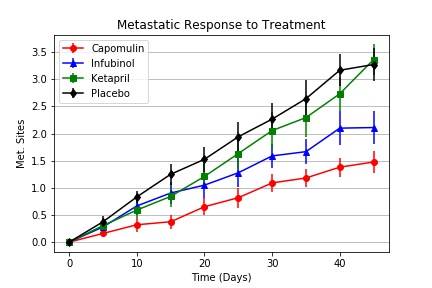 Metastatic Response to Treatment
Capomulin
Infubinol
Ketapril
Placebo
3.5
3.0
2.5
2.0
1.5
1.0
0.5
0.0
Met. Sites
0
10
20
30
40
Time (Days)